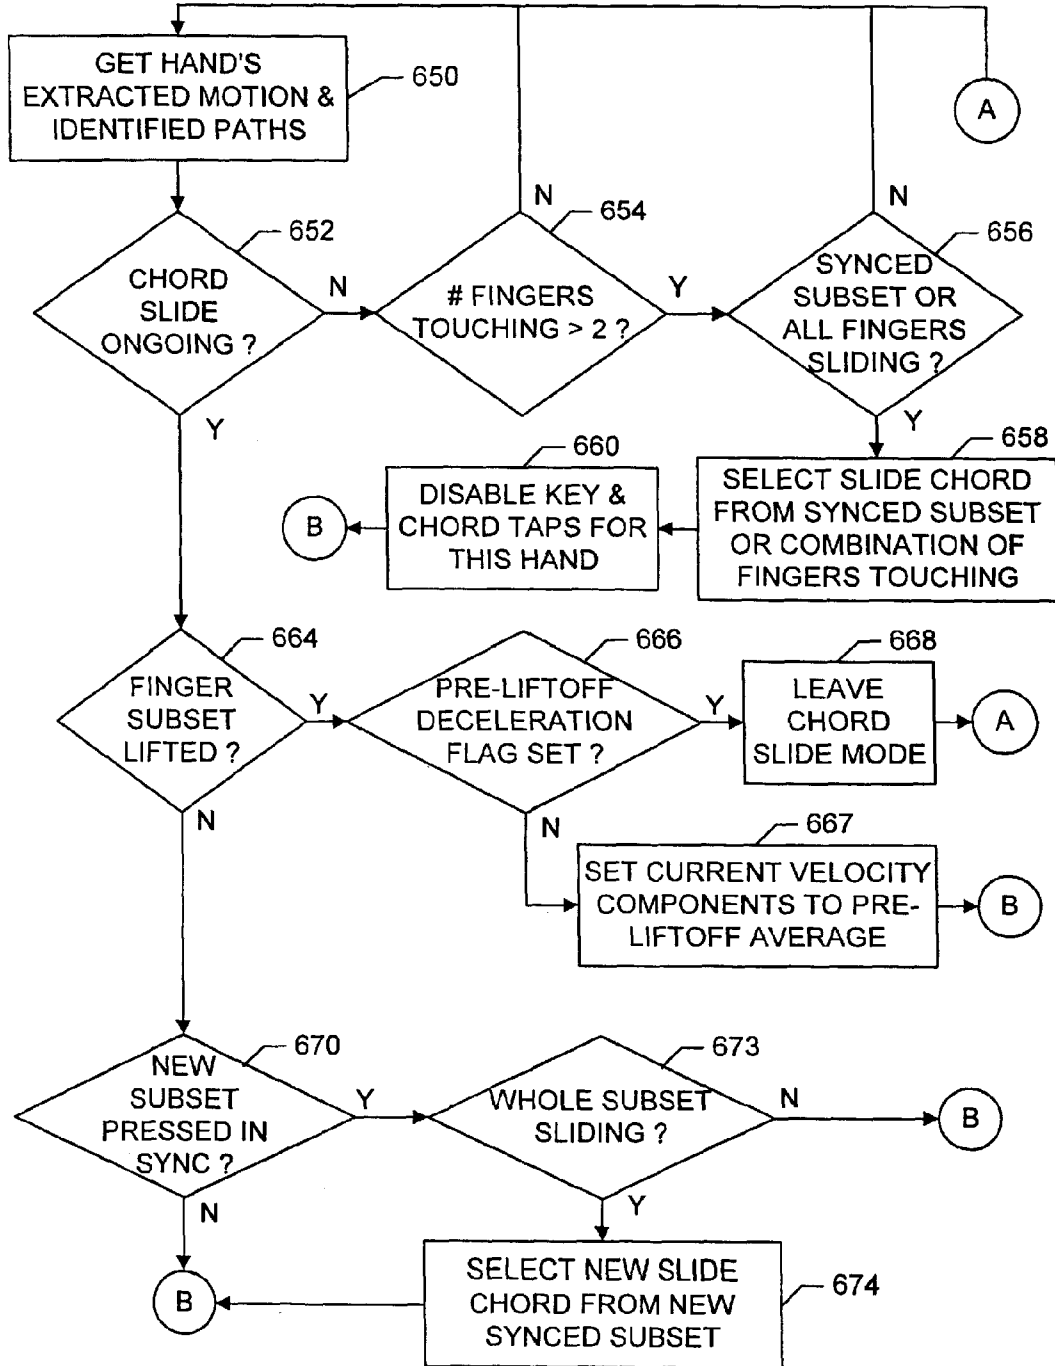 GET HAND'S
EXTRACTED MOTION &
IDENTIFIED PATHS
650
A
652
CHORD
SLIDE
ONGOING ?
N
Y
654
# FINGERS
TOUCHING > 2 ?
N
Y
656
SYNCED
SUBSET OR
ALL FINGERS
SLIDING ?
N
Y
658
SELECT SLIDE CHORD
FROM SYNCED SUBSET
OR COMBINATION OF
FINGERS TOUCHING
660
DISABLE KEY &
CHORD TAPS FOR
THIS HAND
B
664
FINGER
SUBSET
LIFTED ?
Y
N
666
PRE-LIFTOFF
DECELERATION
FLAG SET ?
Y
N
668
LEAVE
CHORD
SLIDE MODE
A
667
SET CURRENT VELOCITY
COMPONENTS TO PRE-
LIFTOFF AVERAGE
B
670
NEW
SUBSET
PRESSED IN
SYNC ?
Y
N
673
WHOLE SUBSET
SLIDING ?
N
Y
B
B
SELECT NEW SLIDE
CHORD FROM NEW
SYNCED SUBSET
674